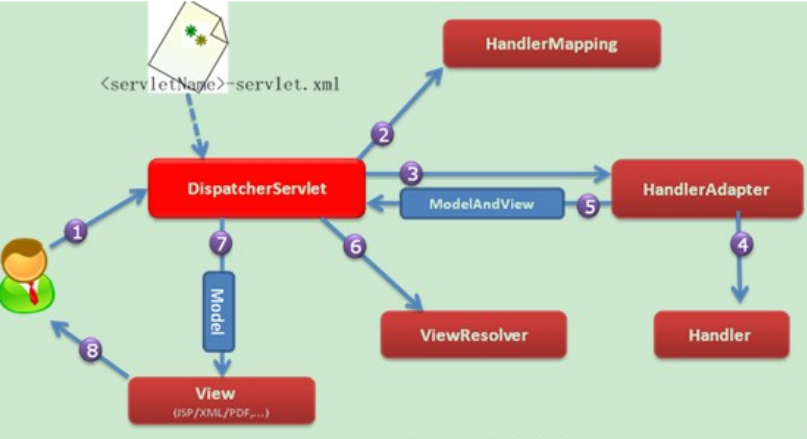 HandlerMapping
<servletName>-servlet.xml
2
3
DispatcherServlet
HandlerAdapter
ModelAndView
5
1
7
6
4
Model
ViewResolver
Handler
8
View
(JSP/XML/PDF,...)